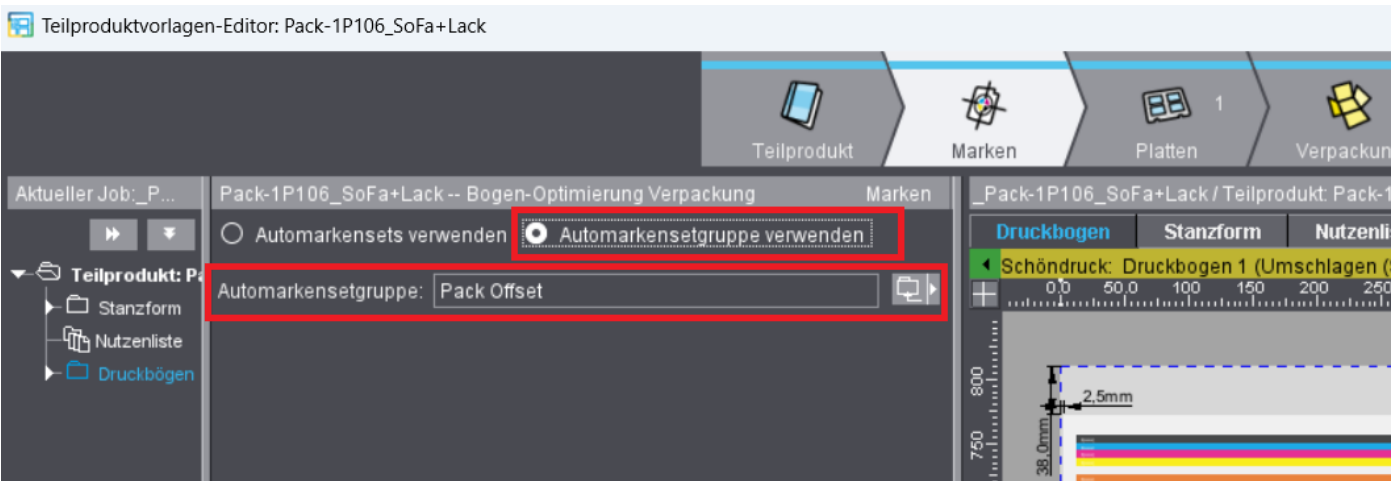 Teilproduktvorlagen-Editor: Pack-1P106_SoFa+Lack
Teilprodukt
Marken
Platten
1
Verpackun
Aktueller Job:_P...
Pack-1P106_SoFa+Lack -- Bogen-Optimierung Verpackung
Marken
_Pack-1P106_SoFa+Lack / Teilprodukt: Pack-1
Automarkensets verwenden
Automarkensetgruppe verwenden
Druckbogen
Stanzform
Nutzenli
Teilprodukt: Pa
Automarkensetgruppe:
Pack Offset
Schöndruck: Druckbogen 1 (Umschlagen (
0,0 50,0 100 150 200 250
Stanzform
Nutzenliste
Druckbögen
800
2,5mm
750
38,0mm